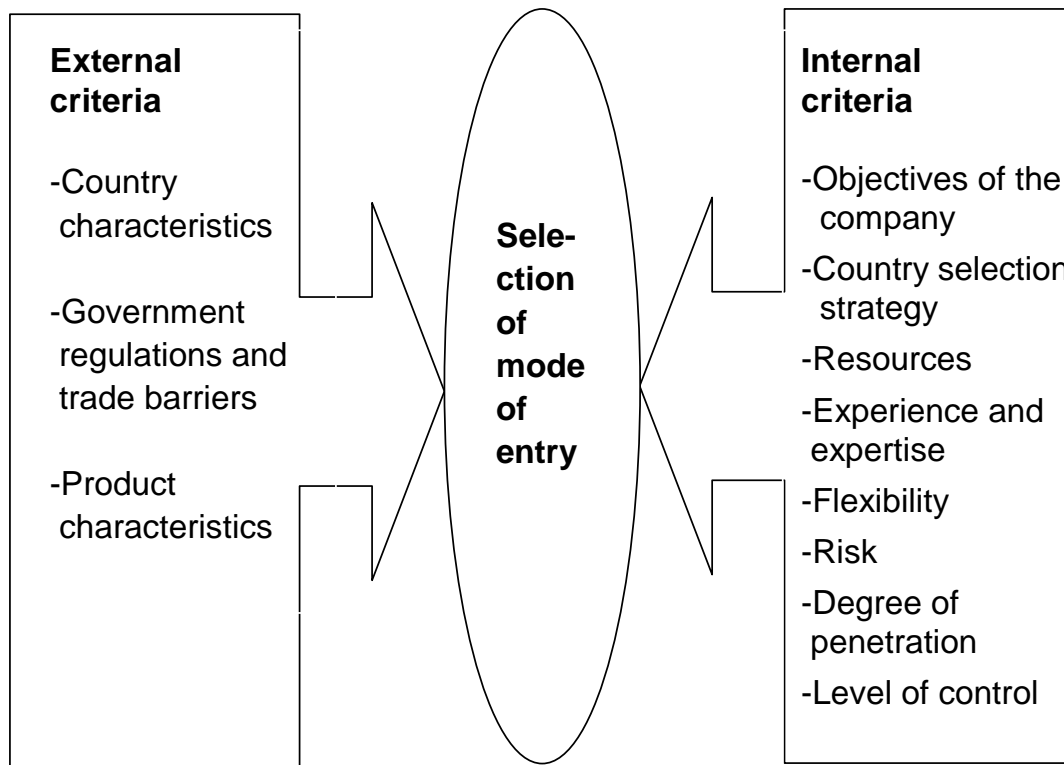 External
criteria
-Country
characteristics
-Government
regulations and
trade barriers
-Product
characteristics
Sele-
ction
of
mode
of
entry
Internal
criteria
-Objectives of the
company
-Country selection
strategy
-Resources
-Experience and
expertise
-Flexibility
-Risk
-Degree of
penetration
-Level of control